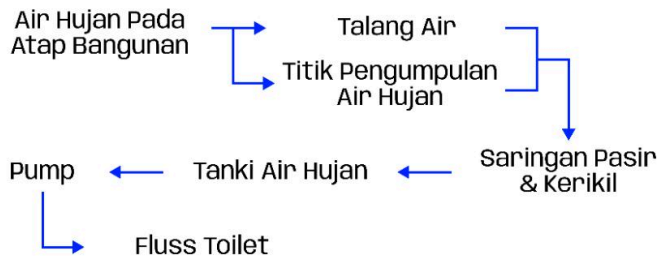 Air Hujan Pada
Atap Bangunan
Talang Air
Titik Pengumpulan
Air Hujan
Saringan Pasir
& Kerikil
Tanki Air Hujan
Pump
Fluss Toilet